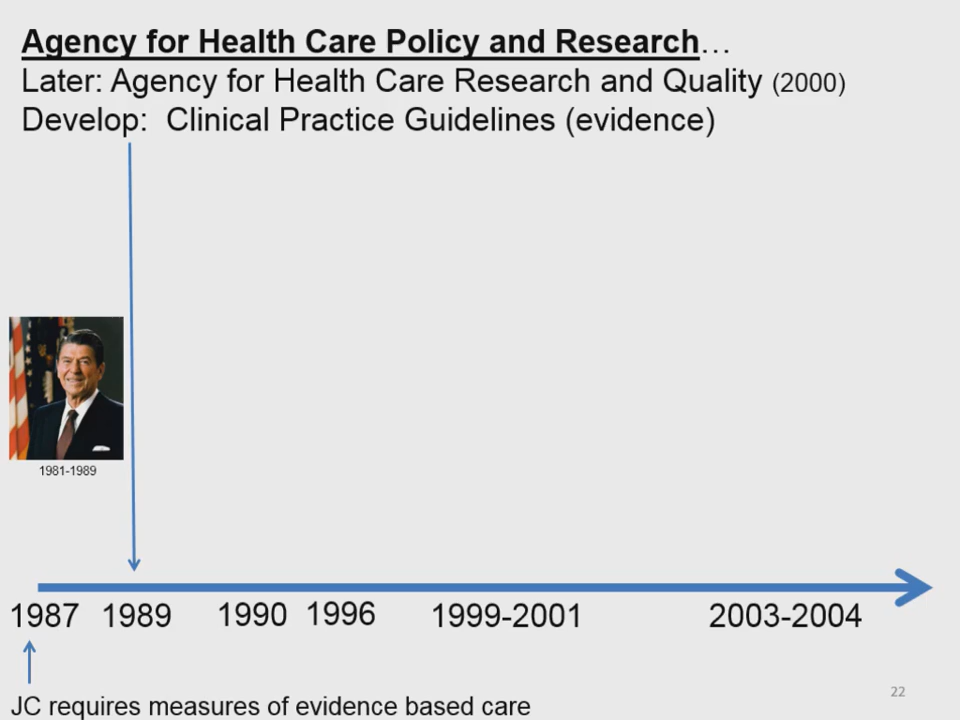 Agency for Health Care Policy and Research…
Later: Agency for Health Care Research and Quality (2000)
Develop:  Clinical Practice Guidelines (evidence)
1981-1989
1987 1989 1990 1996 1999-2001 2003-2004
JC requires measures of evidence based care
22